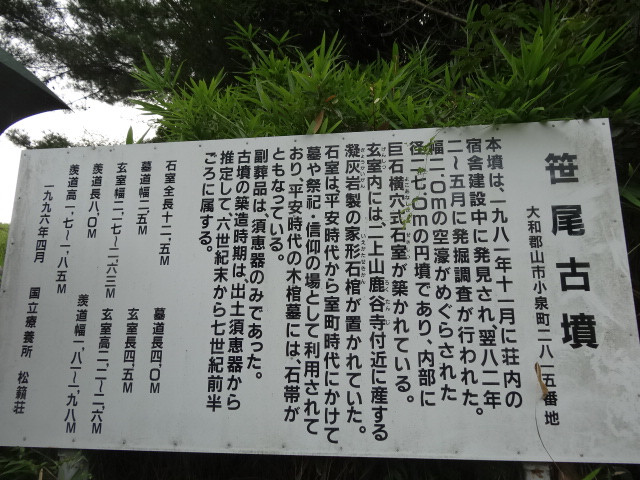 笹尾古墳
大和郡山市小泉町二八一五番地
本墳は、一九八一年十一月に荘内の
宿舎建設中に発見され、翌八二年
二～五月に発掘調査が行われた。
幅二.〇mの空濠がめぐらされた
径二七.〇mの円墳であり、内部に
巨石横穴式石室が築かれている。
玄室内には、二上山鹿谷寺付近に産する
凝灰岩製の家形石棺が置かれていた。
石室は平安時代から室町時代にかけて
墓や祭祀・信仰の場として利用されて
おり、平安時代の木棺墓には、石帯が
ともなっている。
副葬品は、須恵器のみであった。
古墳の築造時期は、出土須恵器から
推定して、六世紀末から七世紀前半
ごろに属する。
石室全長十二、五M
墓道幅二、五M 墓道長四、〇M
玄室幅二、七～二、六三M 玄室長四、五M
羨道長八、〇M 玄室高二、二～二、六M
羨道高一、七～一、八五M 羨道幅一、八一～一、九八M
一九九六年四月 国立療養所 松籟荘